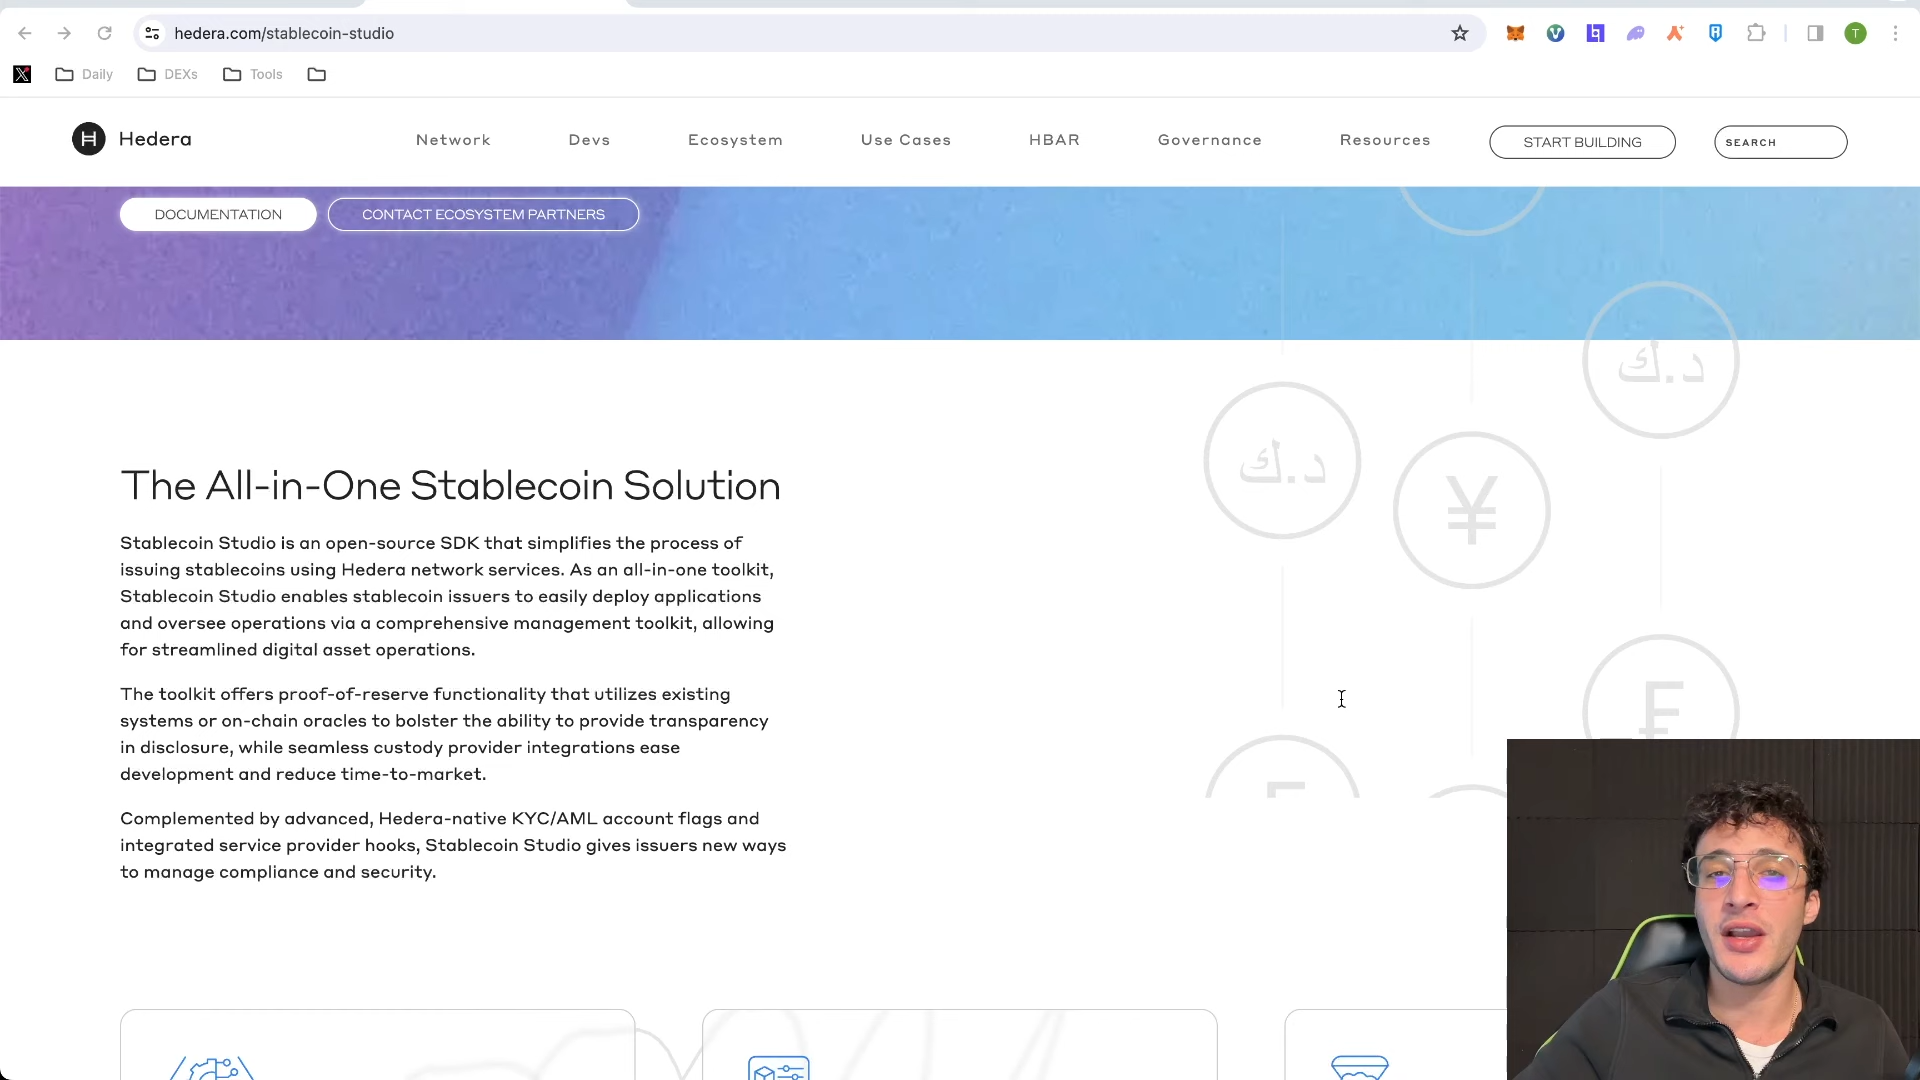 hedera.com/stablecoin-studio
T
X
Daily
DEXs
Tools
H
Hedera
Network
Devs
Ecosystem
Use Cases
HBAR
Governance
Resources
START BUILDING
SEARCH
DOCUMENTATION
CONTACT ECOSYSTEM PARTNERS
د.ك
د.ك
¥
The All-in-One Stablecoin Solution
Stablecoin Studio is an open-source SDK that simplifies the process of
issuing stablecoins using Hedera network services. As an all-in-one toolkit,
Stablecoin Studio enables stablecoin issuers to easily deploy applications
and oversee operations via a comprehensive management toolkit, allowing
for streamlined digital asset operations.
The toolkit offers proof-of-reserve functionality that utilizes existing
systems or on-chain oracles to bolster the ability to provide transparency
in disclosure, while seamless custody provider integrations ease
development and reduce time-to-market.
Complemented by advanced, Hedera-native KYC/AML account flags and
integrated service provider hooks, Stablecoin Studio gives issuers new ways
to manage compliance and security.